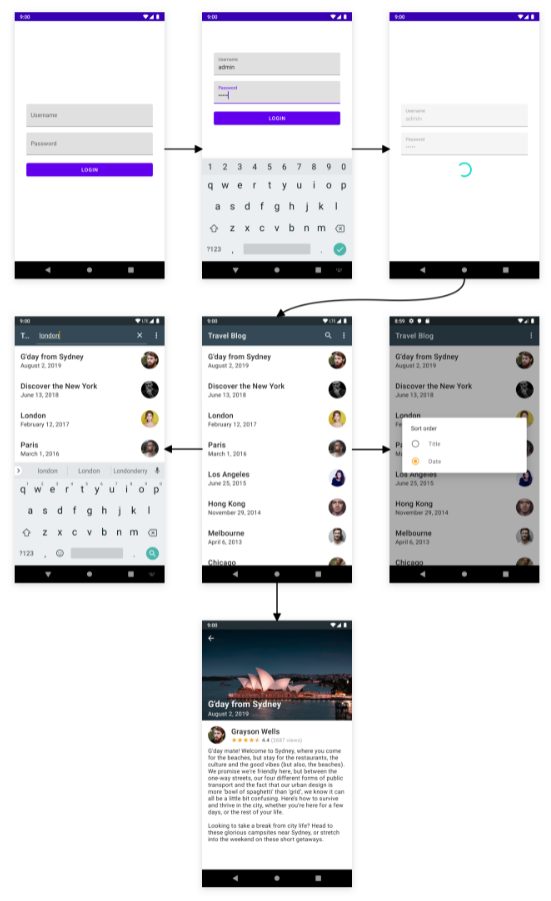 9:00
Username
Password
LOGIN
9:00
Username
admin
Password
•••••
LOGIN
1 2 3 4 5 6 7 8 9 0
q w e r t y u i o p
a s d f g h j k l
z x c v b n m
?123 , .
9:00
Username
admin
Password
•••••
9:00 LTE
T... london
G'day from Sydney
August 2, 2019
Discover the New York
June 13, 2018
London
February 12, 2017
Paris
March 1, 2016
london London Londonderry
q w e r t y u i o p
a s d f g h j k l
z x c v b n m
?123 , .
9:00 LTE
Travel Blog
G'day from Sydney
August 2, 2019
Discover the New York
June 13, 2018
London
February 12, 2017
Paris
March 1, 2016
Los Angeles
June 25, 2015
Hong Kong
November 29, 2014
Melbourne
April 6, 2013
Chicago
8:59
Travel Blog
G'day from Sydney
August 2, 2019
Discover the New York
June 13, 2018
London
Sort order
Title
Date
Los Angeles
June 25, 2015
Hong Kong
November 29, 2014
Melbourne
April 6, 2013
Chicago
9:00
G'day from Sydney
August 2, 2019
Grayson Wells
4.4 (2687 views)
G'day mate! Welcome to Sydney, where you come
for the beaches, but stay for the restaurants, the
culture and the good vibes (but also, the beaches).
We promise we're friendly here, but between the
one-way streets, our four different forms of public
transport and the fact that our urban design is
more 'bowl of spaghetti' than 'grid', we know it can
all be a little bit confusing. Here's how to survive
and thrive in the city, whether you're here for a few
days, or the rest of your life.
Looking to take a break from city life? Head to
these glorious campsites near Sydney, or stretch
into the weekend on these short getaways.